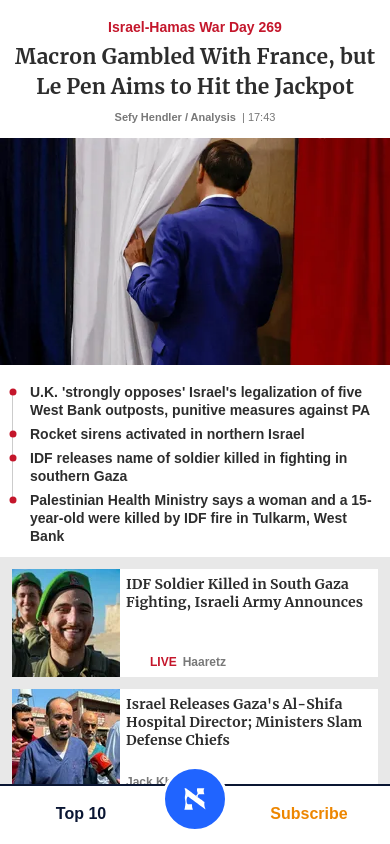 Israel-Hamas War Day 269
Macron Gambled With France, but
Le Pen Aims to Hit the Jackpot
Sefy Hendler / Analysis | 17:43
U.K. 'strongly opposes' Israel's legalization of five
West Bank outposts, punitive measures against PA
Rocket sirens activated in northern Israel
IDF releases name of soldier killed in fighting in
southern Gaza
Palestinian Health Ministry says a woman and a 15-
year-old were killed by IDF fire in Tulkarm, West
Bank
IDF Soldier Killed in South Gaza
Fighting, Israeli Army Announces
LIVE Haaretz
Israel Releases Gaza's Al-Shifa
Hospital Director; Ministers Slam
Defense Chiefs
Jack
Top 10
Subscribe